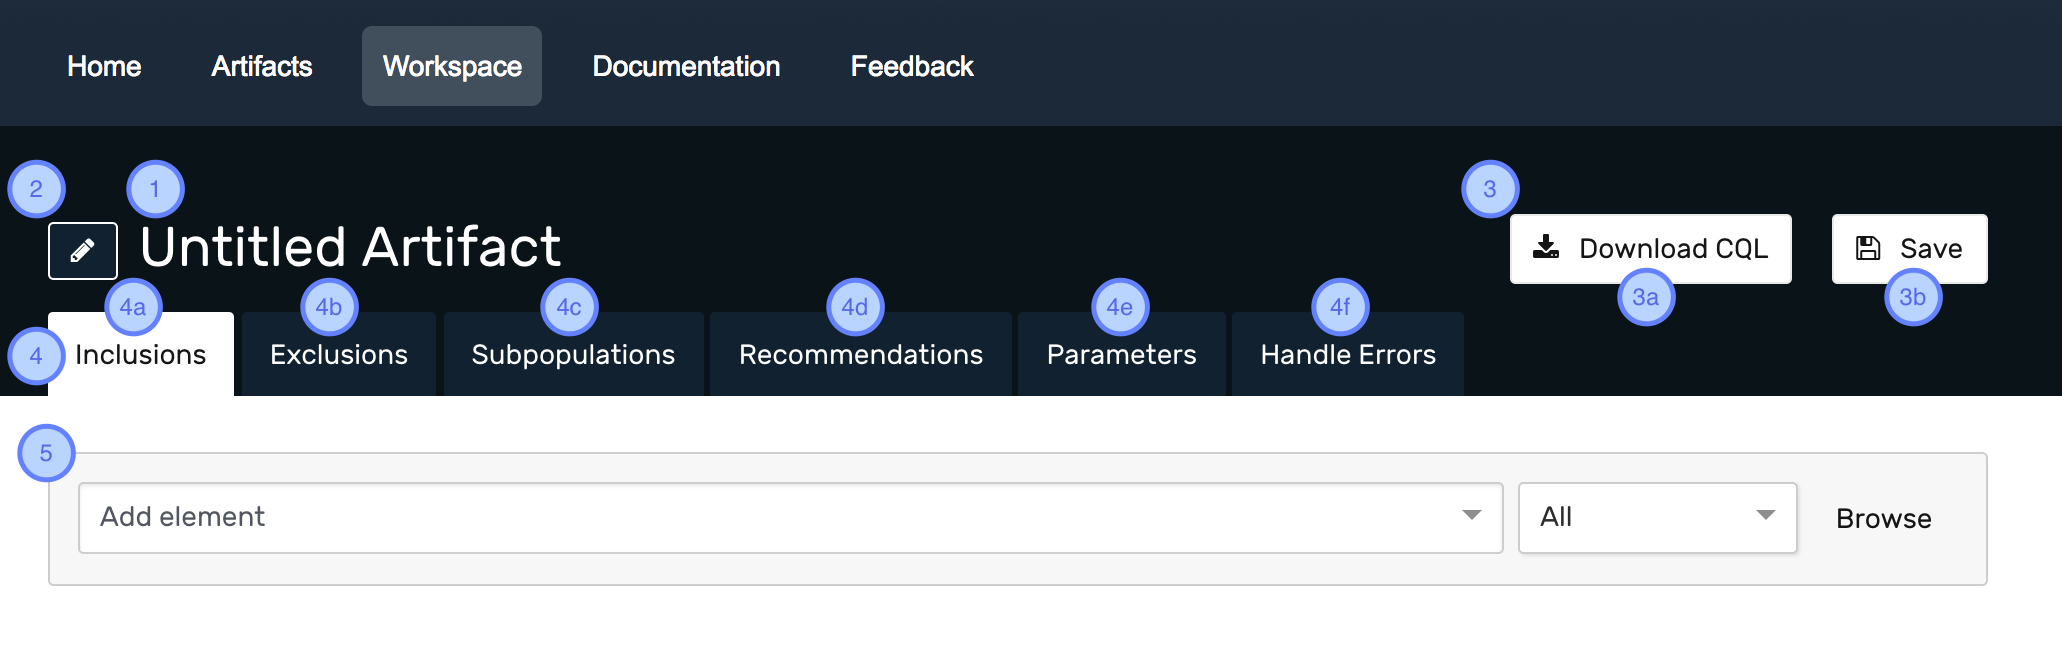 Home Artifacts Workspace Documentation Feedback
2 1 3
Untitled Artifact Download CQL Save
4a 4b 4c 4d 4e 4f 3a 3b
4 Inclusions Exclusions Subpopulations Recommendations Parameters Handle Errors
5
Add element All Browse